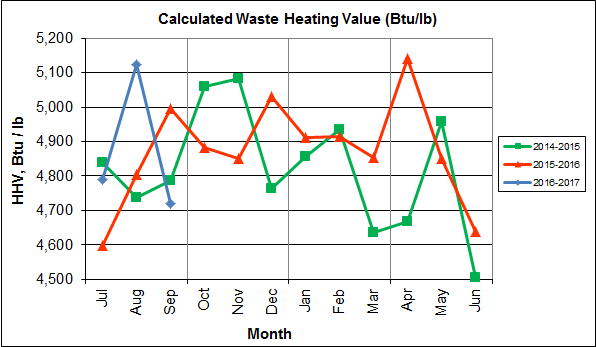 Calculated Waste Heating Value (Btu/lb)
5,200
5,100
5,000
4,900
4,800
4,700
4,600
4,500
HHV, Btu / lb
Jul Aug Sep Oct Nov Dec Jan Feb Mar Apr May Jun
Month
2014-2015
2015-2016
2016-2017